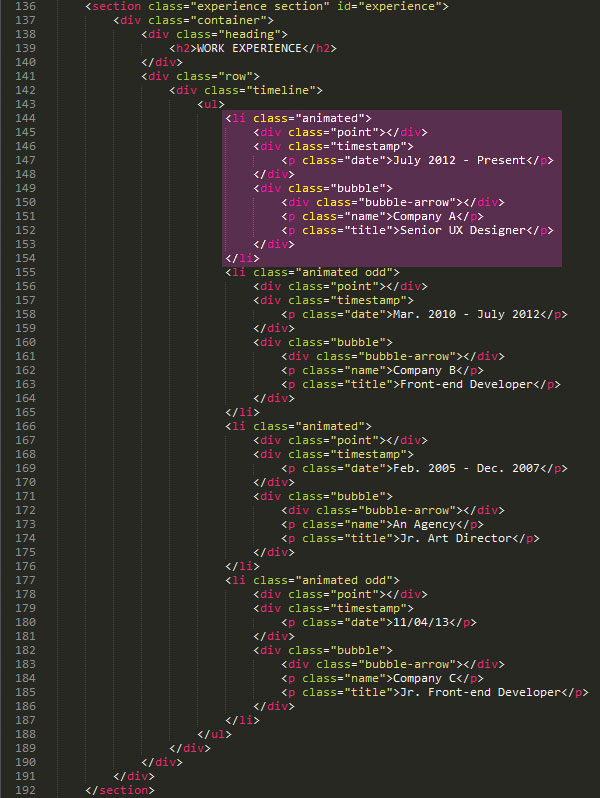 136 <section class="experience section" id="experience">
137 <div class="container">
138 <div class="heading">
139 <h2>WORK EXPERIENCE</h2>
140 </div>
141 <div class="row">
142 <div class="timeline">
143 <ul>
144 <li class="animated">
145 <div class="point"></div>
146 <div class="timestamp">
147 <p class="date">July 2012 - Present</p>
148 </div>
149 <div class="bubble">
150 <div class="bubble-arrow"></div>
151 <p class="name">Company A</p>
152 <p class="title">Senior UX Designer</p>
153 </div>
154 </li>
155 <li class="animated odd">
156 <div class="point"></div>
157 <div class="timestamp">
158 <p class="date">Mar. 2010 - July 2012</p>
159 </div>
160 <div class="bubble">
161 <div class="bubble-arrow"></div>
162 <p class="name">Company B</p>
163 <p class="title">Front-end Developer</p>
164 </div>
165 </li>
166 <li class="animated">
167 <div class="point"></div>
168 <div class="timestamp">
169 <p class="date">Feb. 2005 - Dec. 2007</p>
170 </div>
171 <div class="bubble">
172 <div class="bubble-arrow"></div>
173 <p class="name">An Agency</p>
174 <p class="title">Jr. Art Director</p>
175 </div>
176 </li>
177 <li class="animated odd">
178 <div class="point"></div>
179 <div class="timestamp">
180 <p class="date">11/04/13</p>
181 </div>
182 <div class="bubble">
183 <div class="bubble-arrow"></div>
184 <p class="name">Company C</p>
185 <p class="title">Jr. Front-end Developer</p>
186 </div>
187 </li>
188 </ul>
189 </div>
190 </div>
191 </div>
192 </section>